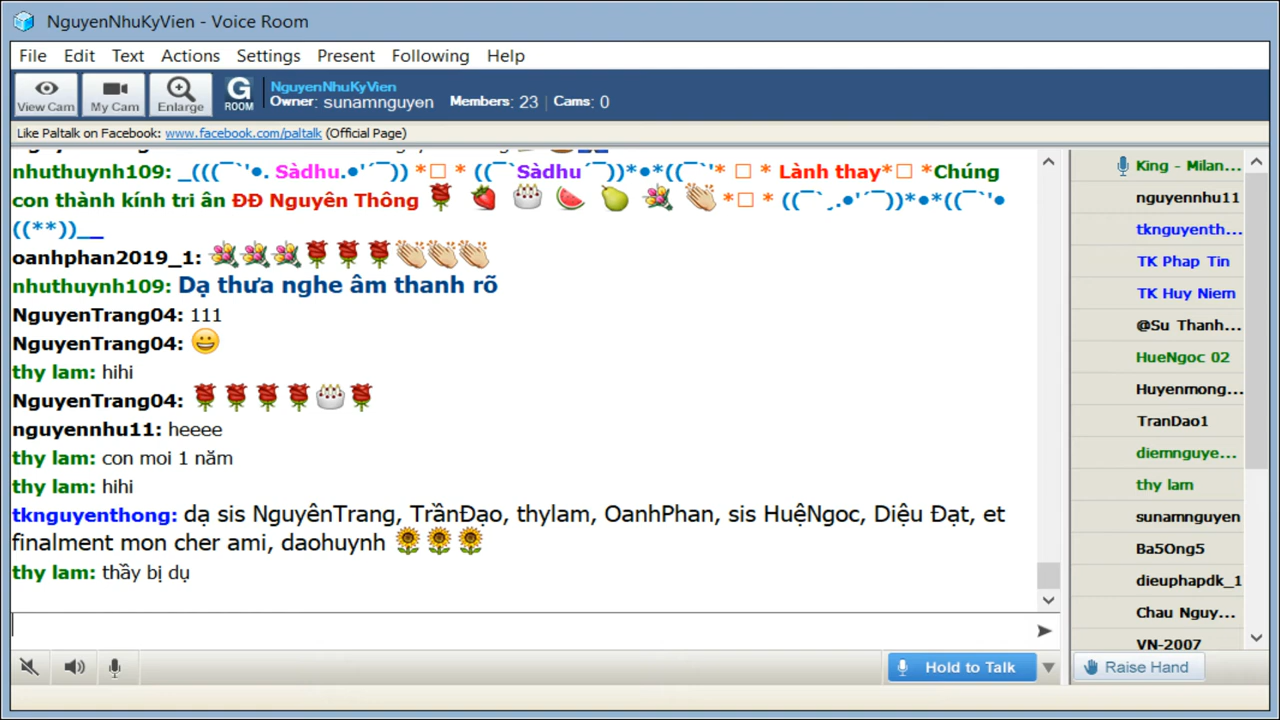 NguyenNhuKyVien - Voice Room
File Edit Text Actions Settings Present Following Help
View Cam My Cam Enlarge G ROOM
NguyenNhuKyVien
Owner: sunamnguyen Members: 23 Cams: 0
Like Paltalk on Facebook: www.facebook.com/paltalk (Official Page)
nhuthuynh109: _(((¯`'•. Sàdhu.•'´¯)) *☐ * ((¯`Sàdhu´¯))*•*((¯`'* ☐ * Lành thay*☐ *Chúng
con thành kính tri ân ĐĐ Nguyên Thông 🌹 🍓 🎂 🍉 🍐 💐 👏 *☐ * ((¯`¸.•'´¯))*•*((¯`'•
((**))__
oanhphan2019_1: 💐💐💐🌹🌹🌹👏👏👏
nhuthuynh109: Dạ thưa nghe âm thanh rõ
NguyenTrang04: 111
NguyenTrang04: 😀
thy lam: hihi
NguyenTrang04: 🌹🌹🌹🌹🎂🌹
nguyennhu11: heeee
thy lam: con moi 1 năm
thy lam: hihi
tknguyenthong: dạ sis NguyênTrang, TrầnĐạo, thylam, OanhPhan, sis HuệNgoc, Diệu Đạt, et
finalment mon cher ami, daohuynh 🌻🌻🌻
thy lam: thầy bị dụ
Hold to Talk
King - Milan...
nguyennhu11
tknguyenth...
TK Phap Tin
TK Huy Niem
@Su Thanh...
HueNgoc 02
Huyenmong...
TranDao1
diemnguye...
thy lam
sunamnguyen
Ba5Ong5
dieuphapdk_1
Chau Nguy...
VN-2007
Raise Hand